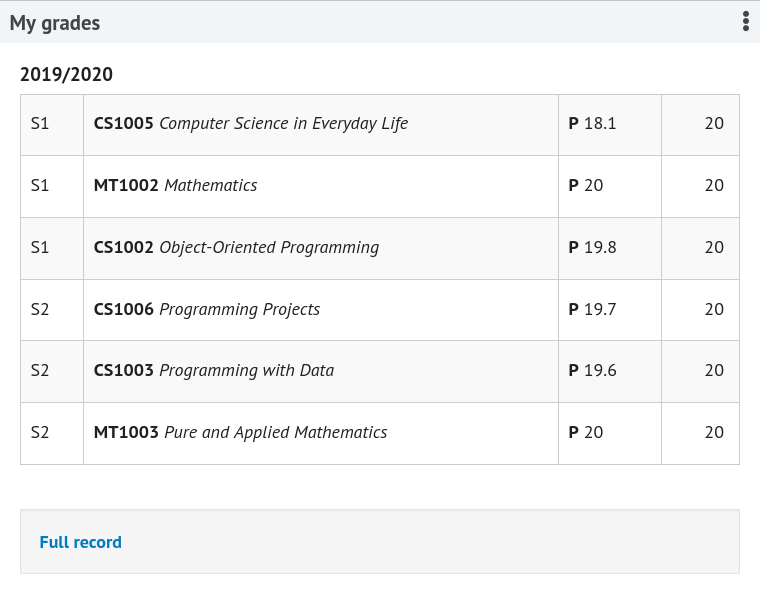 My grades
2019/2020
S1 CS1005 Computer Science in Everyday Life P 18.1 20
S1 MT1002 Mathematics P 20 20
S1 CS1002 Object-Oriented Programming P 19.8 20
S2 CS1006 Programming Projects P 19.7 20
S2 CS1003 Programming with Data P 19.6 20
S2 MT1003 Pure and Applied Mathematics P 20 20
Full record